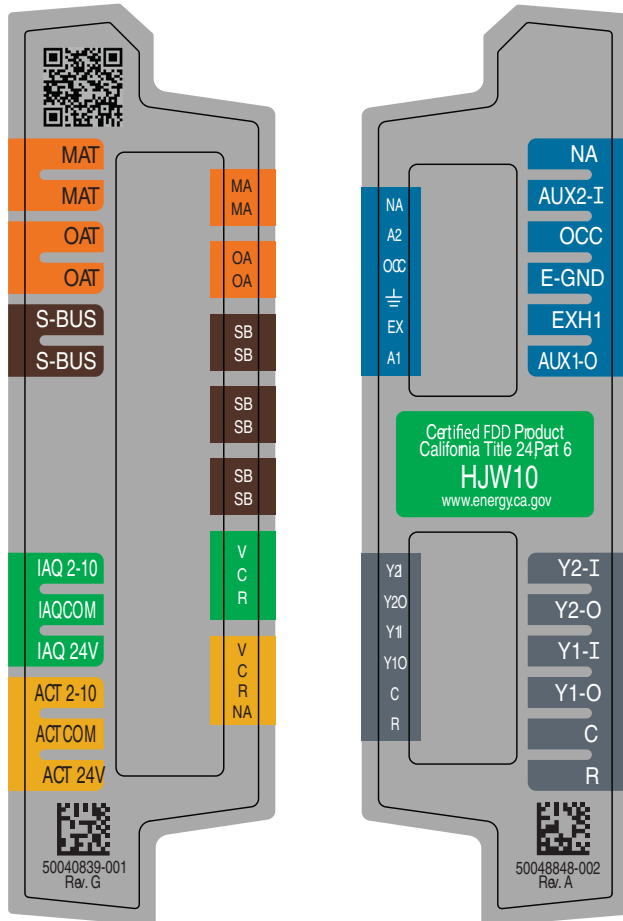 MAT
MAT
OAT
OAT
S-BUS
S-BUS
IAQ 2-10
IAQCOM
IAQ 24V
ACT 2-10
ACTCOM
ACT 24V
MA
MA
OA
OA
SB
SB
SB
SB
SB
SB
V
C
R
V
C
R
NA
50040839-001
Rev. G
NA
A2
OCC
EX
A1
NA
AUX2-I
OCC
E-GND
EXH1
AUX1-O
Certified FDD Product
California Title 24,Part 6
HJW10
www.energy.ca.gov
Y2I
Y2O
Y1I
Y1O
C
R
Y2-I
Y2-O
Y1-I
Y1-O
C
R
50048848-002
Rev. A